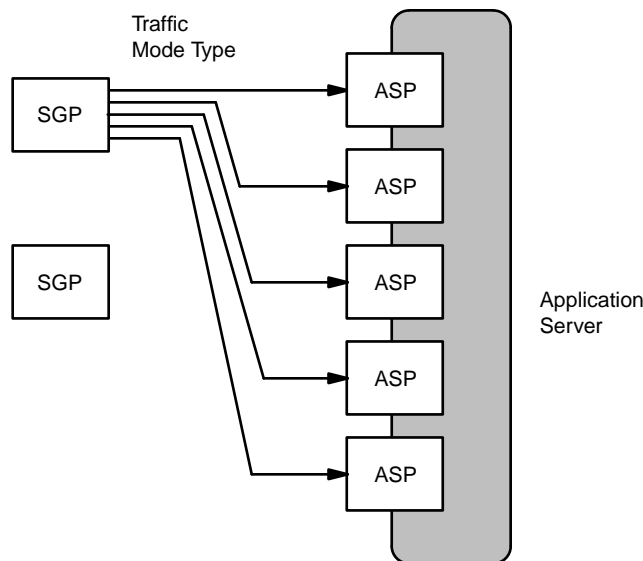 Traffic
Mode Type
SGP
ASP
ASP
SGP
ASP
Application
Server
ASP
ASP